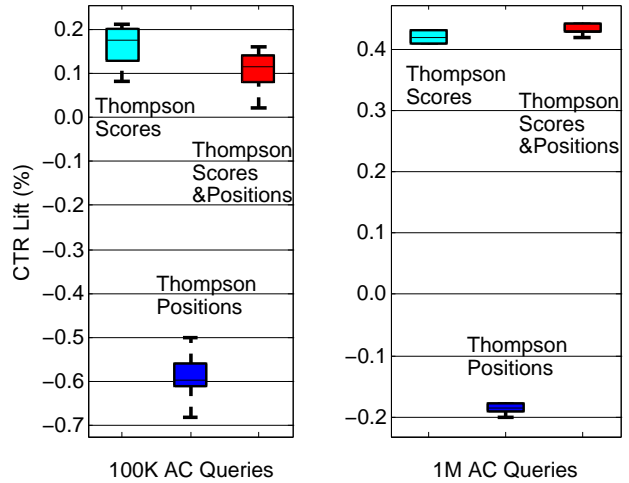 CTR Lift (%)
0.2
0.1
0.0
−0.1
−0.2
−0.3
−0.4
−0.5
−0.6
−0.7
Thompson
Scores
Thompson
Scores
&Positions
Thompson
Positions
100K AC Queries
0.4
0.3
0.2
0.1
0.0
−0.1
−0.2
Thompson
Scores
Thompson
Scores
&Positions
Thompson
Positions
1M AC Queries